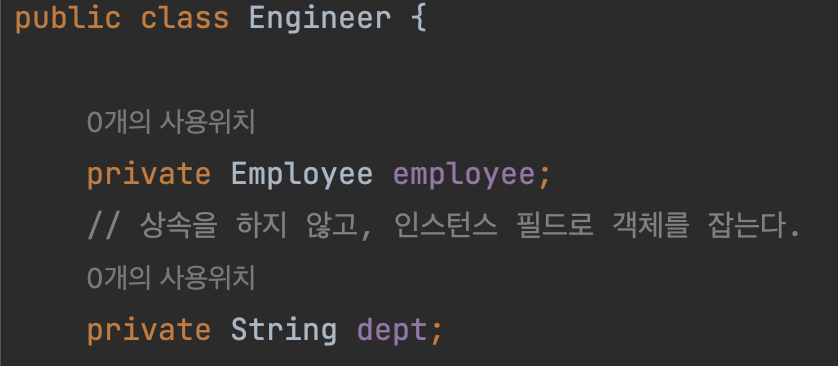 public class Engineer {
0개의 사용위치
private Employee employee;
// 상속을 하지 않고, 인스턴스 필드로 객체를 잡는다.
0개의 사용위치
private String dept;